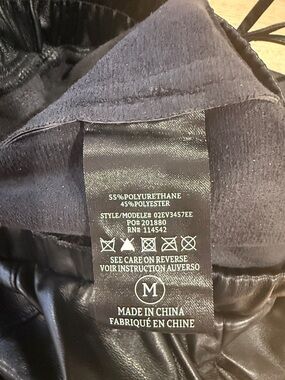 55%POLYURETHANE
45%POLYESTER
STYLE/MODELE# 02EV3457EE
PO# 201880
RN# 114542
SEE CARE ON REVERSE
VOIR INSTRUCTION AUVERSO
M
MADE IN CHINA
FABRIQUÉ EN CHINE